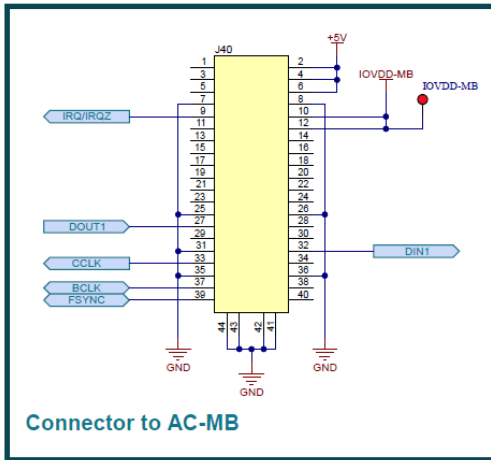 J40
+5V
IOVDD-MB
IOVDD-MB
1 2
3 4
5 6
7 8
IRQ/IRQZ 9 10
11 12
13 14
15 16
17 18
19 20
21 22
23 24
25 26
DOUT1 27 28
29 30
31 32 DIN1
CCLK 33 34
35 36
BCLK 37 38
FSYNC 39 40
44 43 42 41
GND GND
GND
Connector to AC-MB